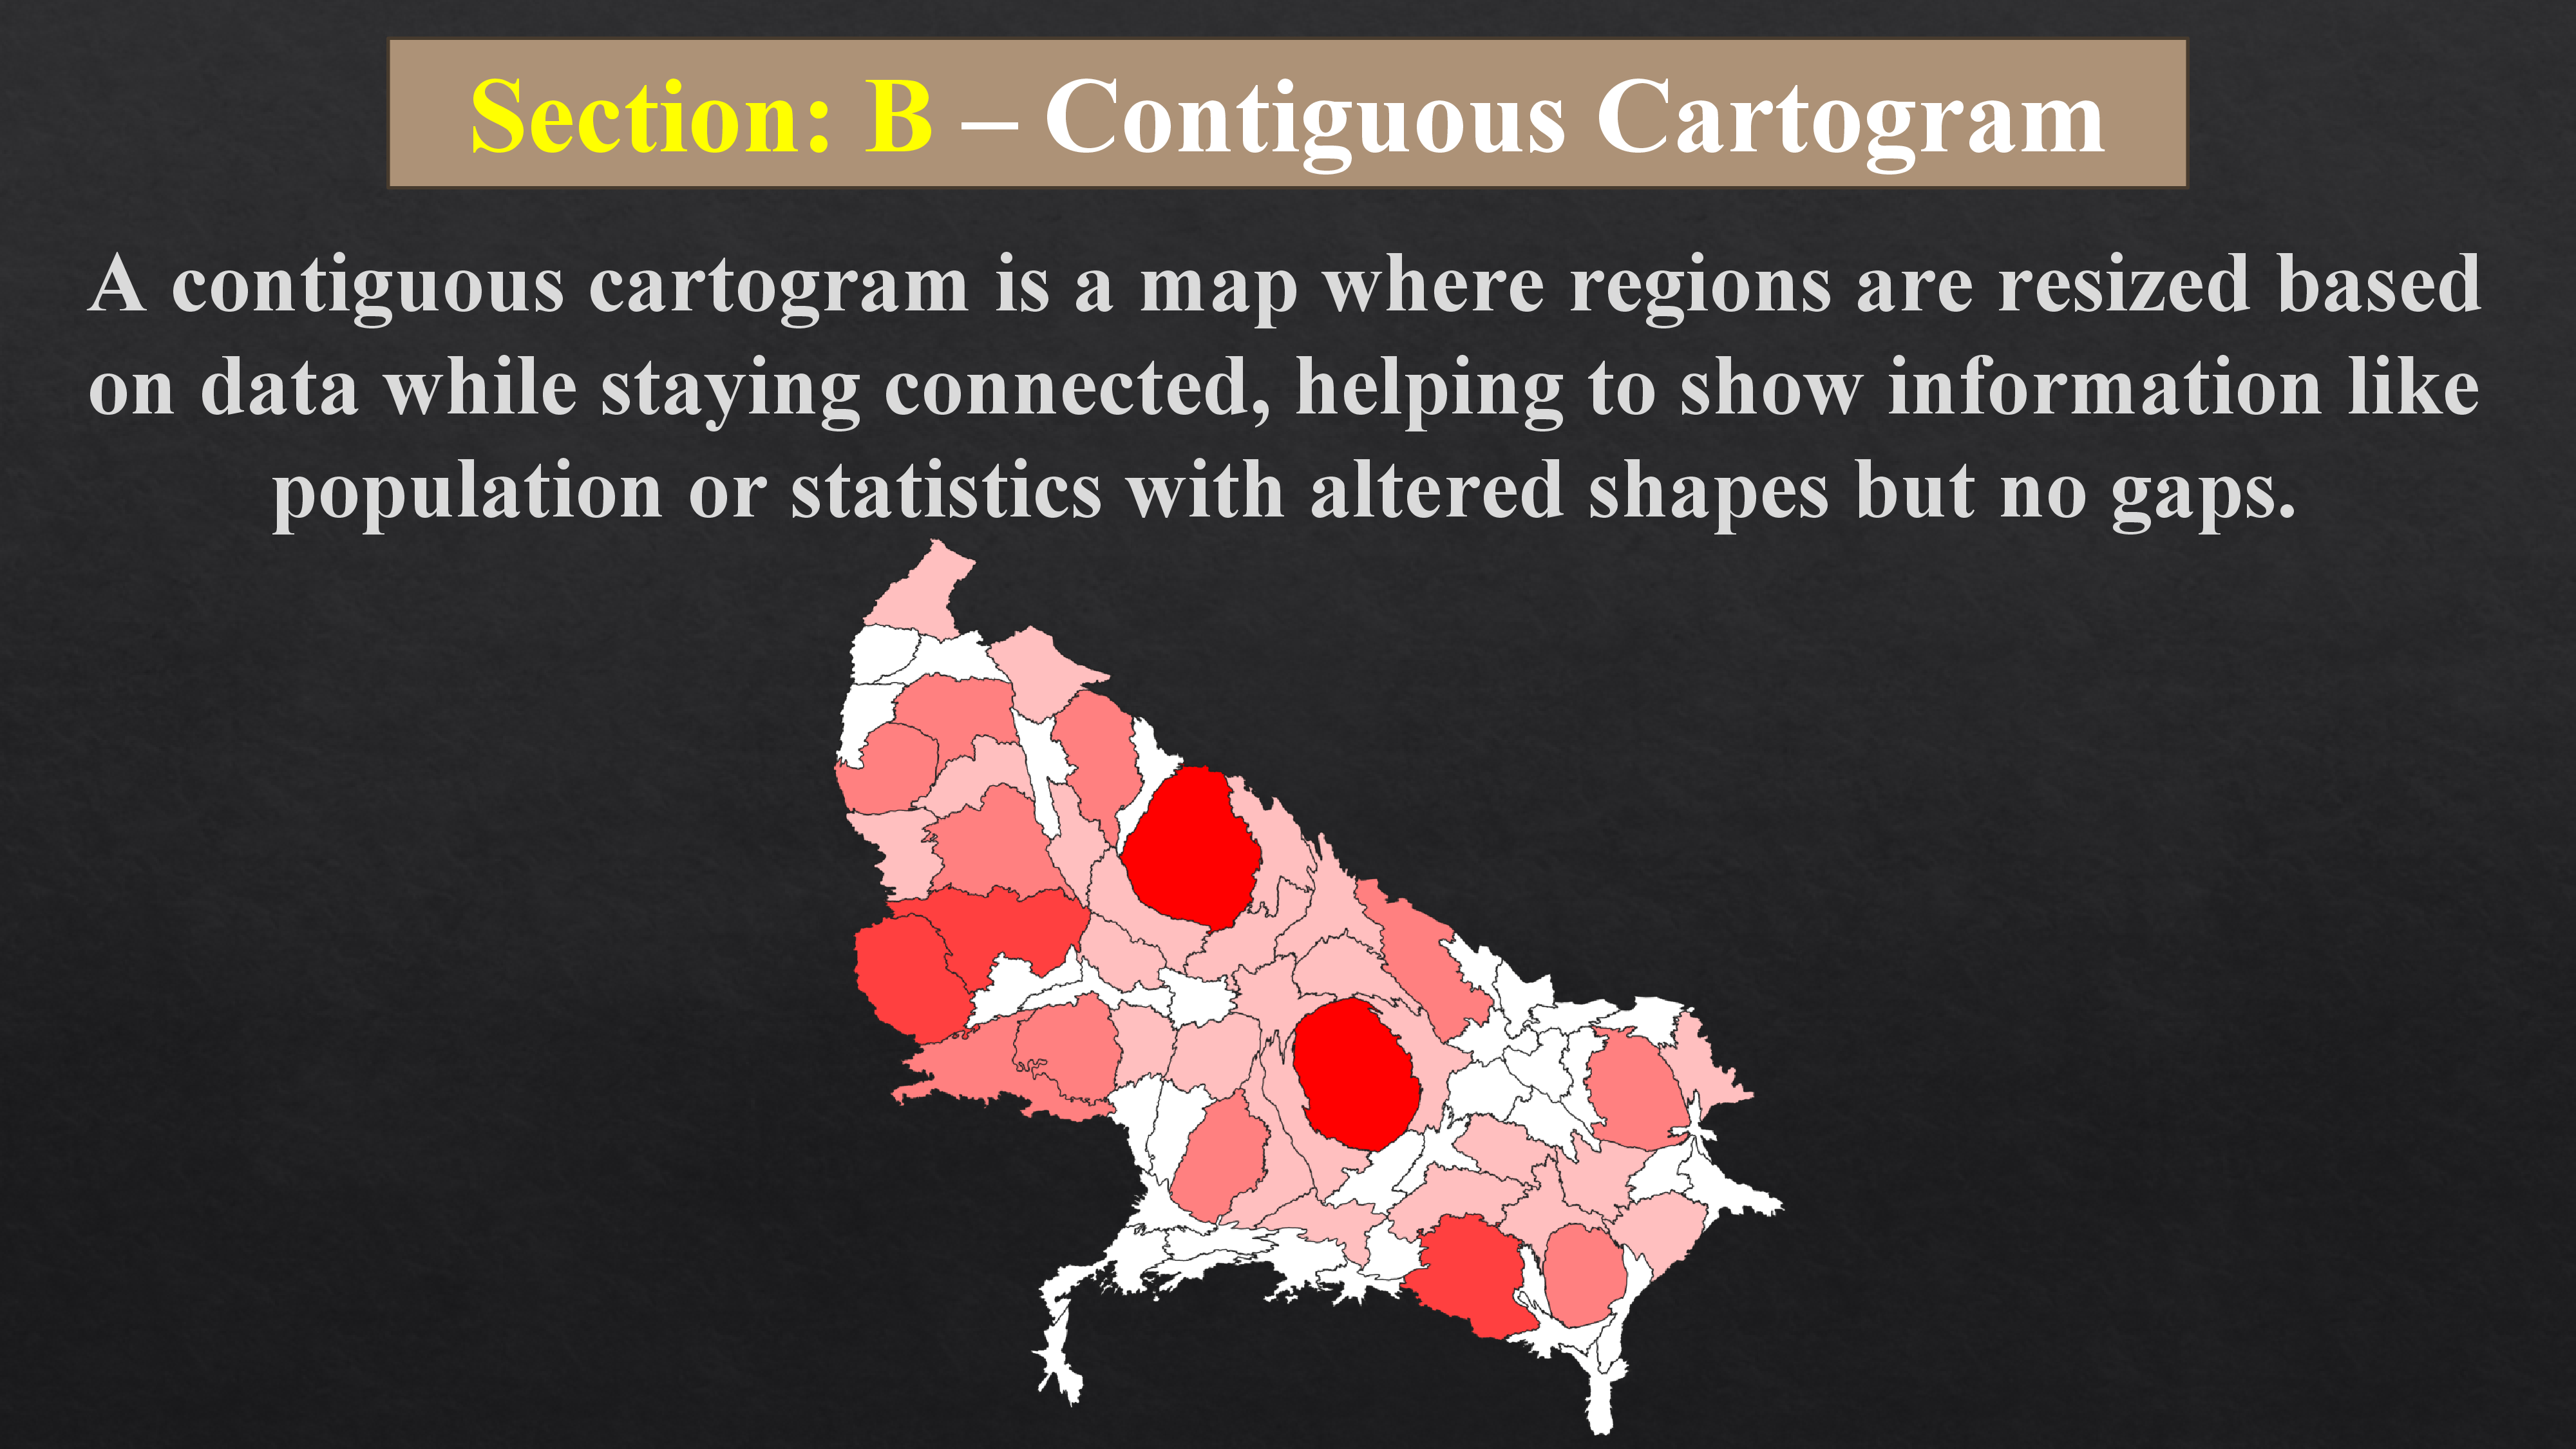 Section: B – Contiguous Cartogram
A contiguous cartogram is a map where regions are resized based
on data while staying connected, helping to show information like
population or statistics with altered shapes but no gaps.